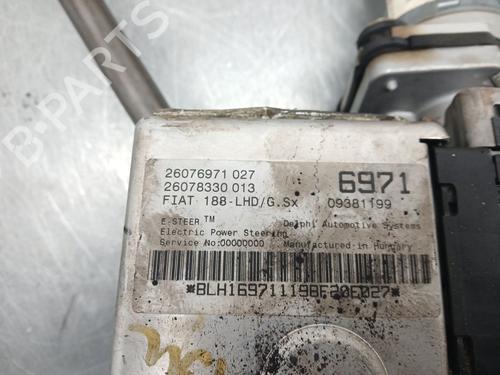 26076971 027
26078330 013
6971
FIAT 188-LHD/G.Sx 09381199
E-STEER™ Delphi Automotive Systems
Electric Power Steering
Service No:00000000 Manufactured in Hungary
B-PARTS